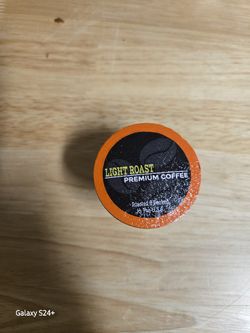 LIGHT ROAST
PREMIUM COFFEE
Roasted & Packed
in the U.S.A.
Galaxy S24+